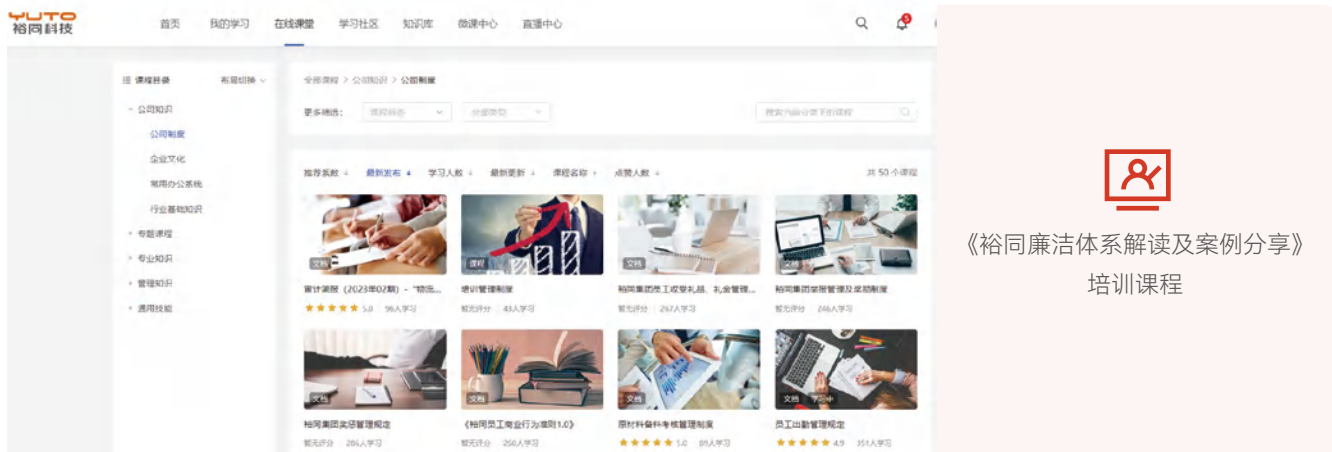 YUTO
裕同科技
首页 我的学习 在线课堂 学习社区 知识库 微课中心 直播中心
5
课程目录 布局切换
公司知识
公司制度
企业文化
常用办公系统
行业基础知识
专题课程
专业知识
管理知识
通用技能
全部课程 > 公司知识 > 公司制度
更多筛选： 课程标签 全部类型 搜索当前分类下的课程
推荐系数 最新发布 学习人数 最新更新 课程名称 点赞人数 共 50 个课程
文档 课程 文档 文档
审计简报（2023年02期）- “物流... 培训管理制度 裕同集团员工收受礼品、礼金管理... 裕同集团举报管理及奖励制度
5.0 96人学习 暂无评分 43人学习 暂无评分 267人学习 暂无评分 246人学习
文档 文档 文档 文档 学习中
裕同集团奖惩管理规定 《裕同员工商业行为准则1.0》 原材料备料考核管理制度 员工出勤管理规定
暂无评分 286人学习 暂无评分 250人学习 5.0 89人学习 4.9 351人学习
《裕同廉洁体系解读及案例分享》
培训课程